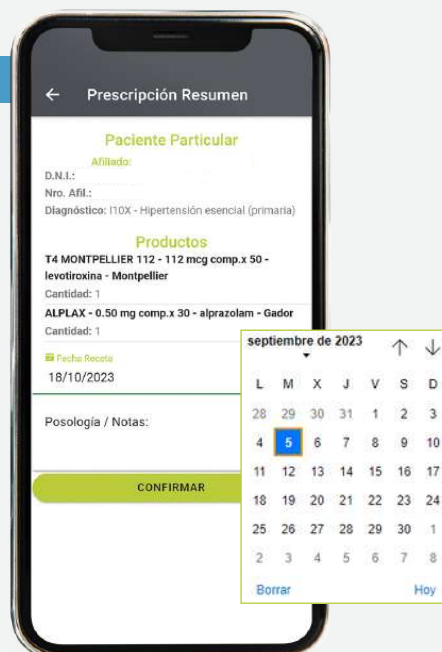 Prescripción Resumen
Paciente Particular
Afiliado:
D.N.I.:
Nro. Afil.:
Diagnóstico: I10X - Hipertensión esencial (primaria)
Productos
T4 MONTPELLIER 112 - 112 mcg comp.x 50 -
levotiroxina - Montpellier
Cantidad: 1
ALPLAX - 0.50 mg comp.x 30 - alprazolam - Gador
Cantidad: 1
Fecha Receta
18/10/2023
Posología / Notas:
CONFIRMAR
septiembre de 2023
L M X J V S D
28 29 30 31 1 2 3
4 5 6 7 8 9 10
11 12 13 14 15 16 17
18 19 20 21 22 23 24
25 26 27 28 29 30 1
2 3 4 5 6 7 8
Borrar Hoy